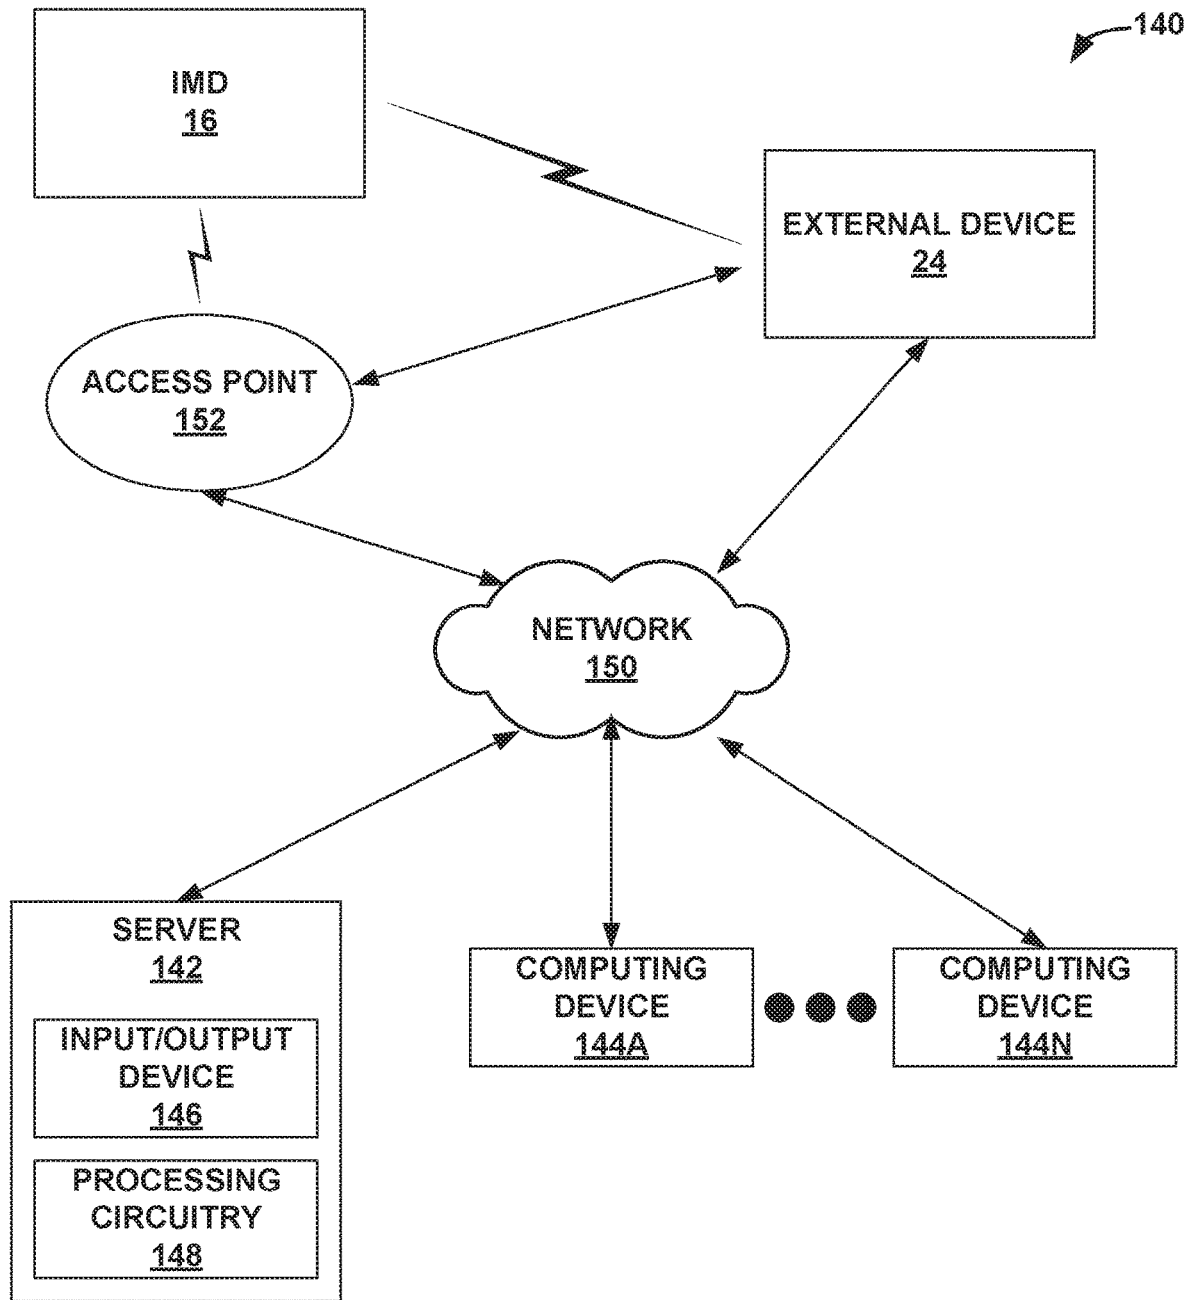 140
IMD
16
EXTERNAL DEVICE
24
ACCESS POINT
152
NETWORK
150
SERVER
142
INPUT/OUTPUT
DEVICE
146
PROCESSING
CIRCUITRY
148
COMPUTING
DEVICE
144A
COMPUTING
DEVICE
144N